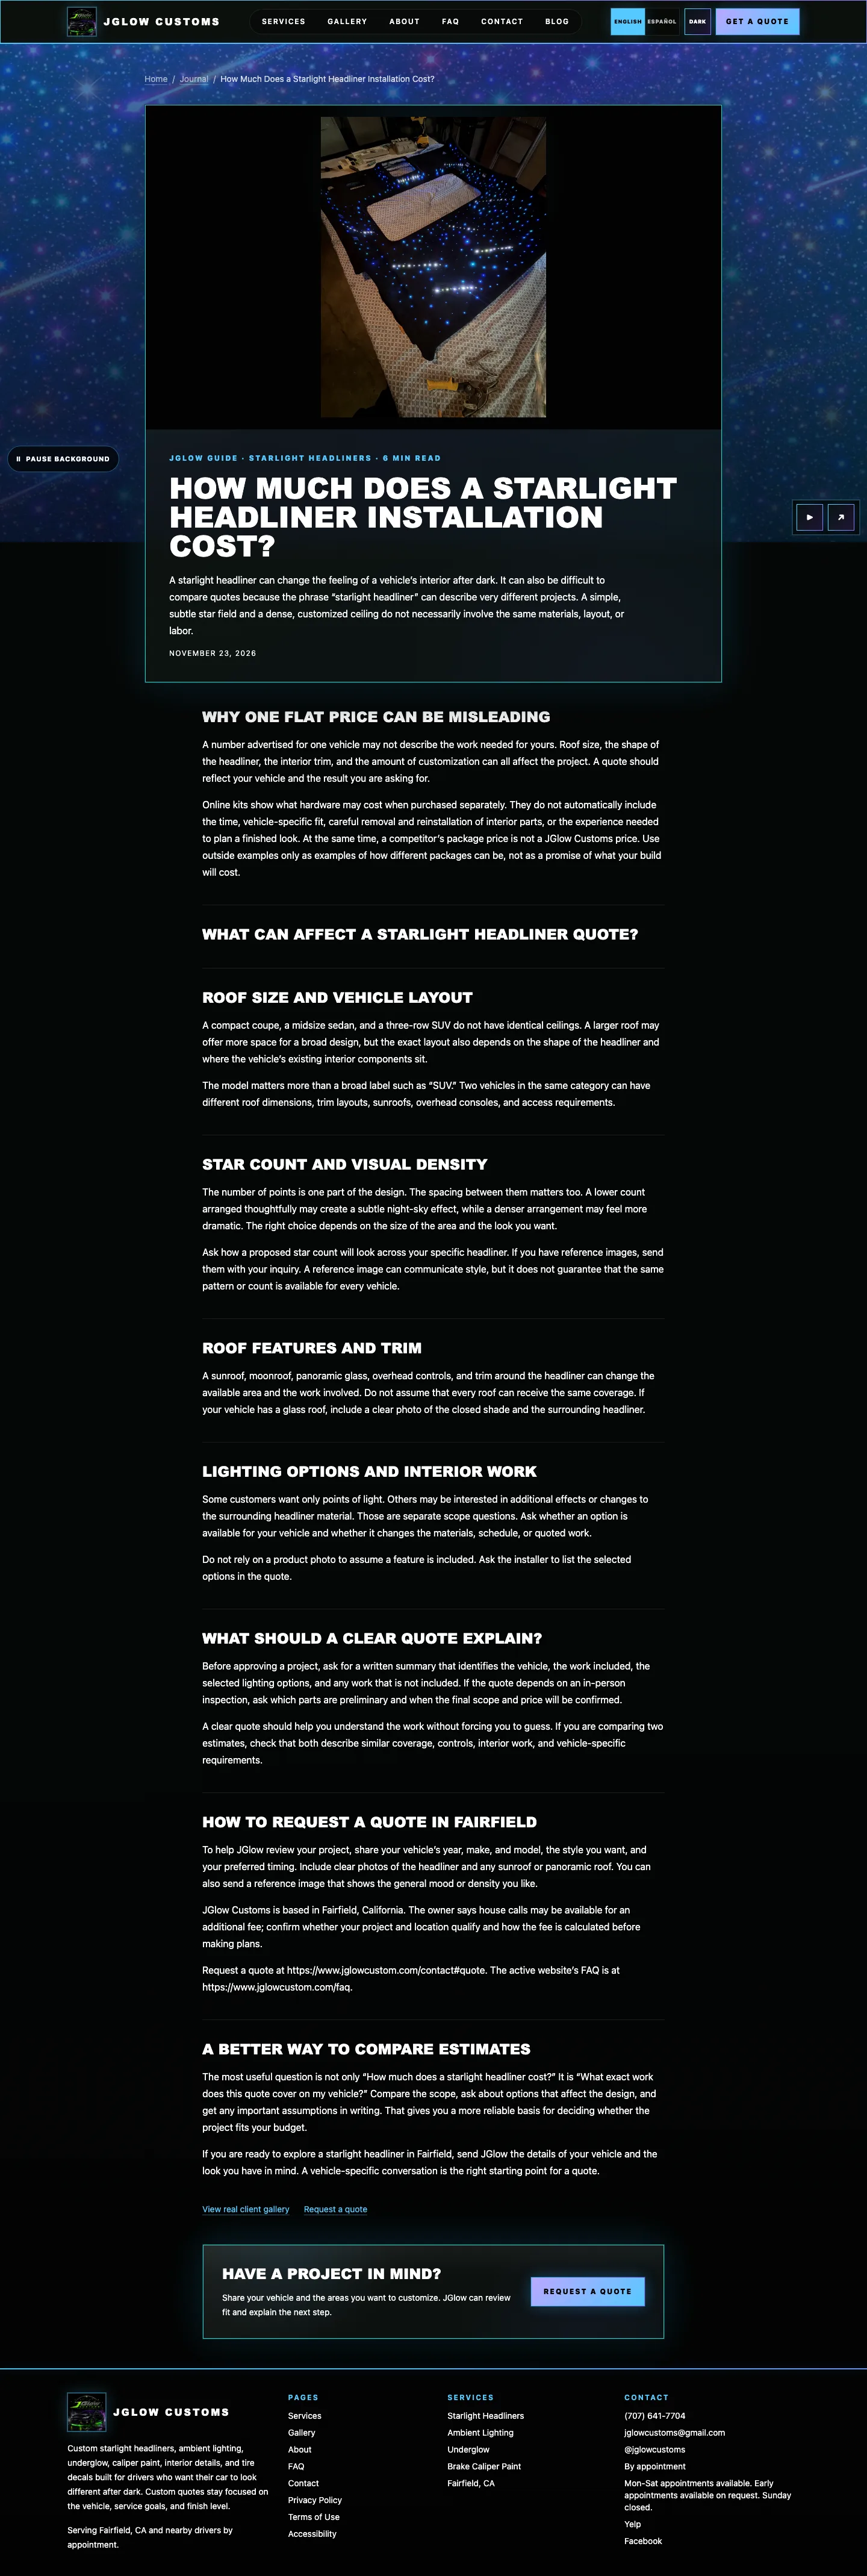 JGLOW CUSTOMS
SERVICES
GALLERY
ABOUT
FAQ
CONTACT
BLOG
ENGLISH
ESPAÑOL
DARK
GET A QUOTE
Home / Journal / How Much Does a Starlight Headliner Installation Cost?
PAUSE BACKGROUND
JGLOW GUIDE · STARLIGHT HEADLINERS · 6 MIN READ
HOW MUCH DOES A STARLIGHT
HEADLINER INSTALLATION
COST?
A starlight headliner can change the feeling of a vehicle’s interior after dark. It can also be difficult to
compare quotes because the phrase “starlight headliner” can describe very different projects. A simple,
subtle star field and a dense, customized ceiling do not necessarily involve the same materials, layout, or
labor.
NOVEMBER 23, 2026
WHY ONE FLAT PRICE CAN BE MISLEADING
A number advertised for one vehicle may not describe the work needed for yours. Roof size, the shape of
the headliner, the interior trim, and the amount of customization can all affect the project. A quote should
reflect your vehicle and the result you are asking for.
Online kits show what hardware may cost when purchased separately. They do not automatically include
the time, vehicle-specific fit, careful removal and reinstallation of interior parts, or the experience needed
to plan a finished look. At the same time, a competitor’s package price is not a JGlow Customs price. Use
outside examples only as examples of how different packages can be, not as a promise of what your build
will cost.
WHAT CAN AFFECT A STARLIGHT HEADLINER QUOTE?
ROOF SIZE AND VEHICLE LAYOUT
A compact coupe, a midsize sedan, and a three-row SUV do not have identical ceilings. A larger roof may
offer more space for a broad design, but the exact layout also depends on the shape of the headliner and
where the vehicle’s existing interior components sit.
The model matters more than a broad label such as “SUV.” Two vehicles in the same category can have
different roof dimensions, trim layouts, sunroofs, overhead consoles, and access requirements.
STAR COUNT AND VISUAL DENSITY
The number of points is one part of the design. The spacing between them matters too. A lower count
arranged thoughtfully may create a subtle night-sky effect, while a denser arrangement may feel more
dramatic. The right choice depends on the size of the area and the look you want.
Ask how a proposed star count will look across your specific headliner. If you have reference images, send
them with your inquiry. A reference image can communicate style, but it does not guarantee that the same
pattern or count is available for every vehicle.
ROOF FEATURES AND TRIM
A sunroof, moonroof, panoramic glass, overhead controls, and trim around the headliner can change the
available area and the work involved. Do not assume that every roof can receive the same coverage. If
your vehicle has a glass roof, include a clear photo of the closed shade and the surrounding headliner.
LIGHTING OPTIONS AND INTERIOR WORK
Some customers want only points of light. Others may be interested in additional effects or changes to
the surrounding headliner material. Those are separate scope questions. Ask whether an option is
available for your vehicle and whether it changes the materials, schedule, or quoted work.
Do not rely on a product photo to assume a feature is included. Ask the installer to list the selected
options in the quote.
WHAT SHOULD A CLEAR QUOTE EXPLAIN?
Before approving a project, ask for a written summary that identifies the vehicle, the work included, the
selected lighting options, and any work that is not included. If the quote depends on an in-person
inspection, ask which parts are preliminary and when the final scope and price will be confirmed.
A clear quote should help you understand the work without forcing you to guess. If you are comparing two
estimates, check that both describe similar coverage, controls, interior work, and vehicle-specific
requirements.
HOW TO REQUEST A QUOTE IN FAIRFIELD
To help JGlow review your project, share your vehicle’s year, make, and model, the style you want, and
your preferred timing. Include clear photos of the headliner and any sunroof or panoramic roof. You can
also send a reference image that shows the general mood or density you like.
JGlow Customs is based in Fairfield, California. The owner says house calls may be available for an
additional fee; confirm whether your project and location qualify and how the fee is calculated before
making plans.
Request a quote at https://www.jglowcustom.com/contact#quote. The active website’s FAQ is at
https://www.jglowcustom.com/faq.
A BETTER WAY TO COMPARE ESTIMATES
The most useful question is not only “How much does a starlight headliner cost?” It is “What exact work
does this quote cover on my vehicle?” Compare the scope, ask about options that affect the design, and
get any important assumptions in writing. That gives you a more reliable basis for deciding whether the
project fits your budget.
If you are ready to explore a starlight headliner in Fairfield, send JGlow the details of your vehicle and the
look you have in mind. A vehicle-specific conversation is the right starting point for a quote.
View real client gallery
Request a quote
HAVE A PROJECT IN MIND?
Share your vehicle and the areas you want to customize. JGlow can review
fit and explain the next step.
REQUEST A QUOTE
JGLOW CUSTOMS
Custom starlight headliners, ambient lighting,
underglow, caliper paint, interior details, and tire
decals built for drivers who want their car to look
different after dark. Custom quotes stay focused on
the vehicle, service goals, and finish level.
Serving Fairfield, CA and nearby drivers by
appointment.
PAGES
Services
Gallery
About
FAQ
Contact
Privacy Policy
Terms of Use
Accessibility
SERVICES
Starlight Headliners
Ambient Lighting
Underglow
Brake Caliper Paint
Fairfield, CA
CONTACT
(707) 641-7704
jglowcustoms@gmail.com
@jglowcustoms
By appointment
Mon-Sat appointments available. Early
appointments available on request. Sunday
closed.
Yelp
Facebook